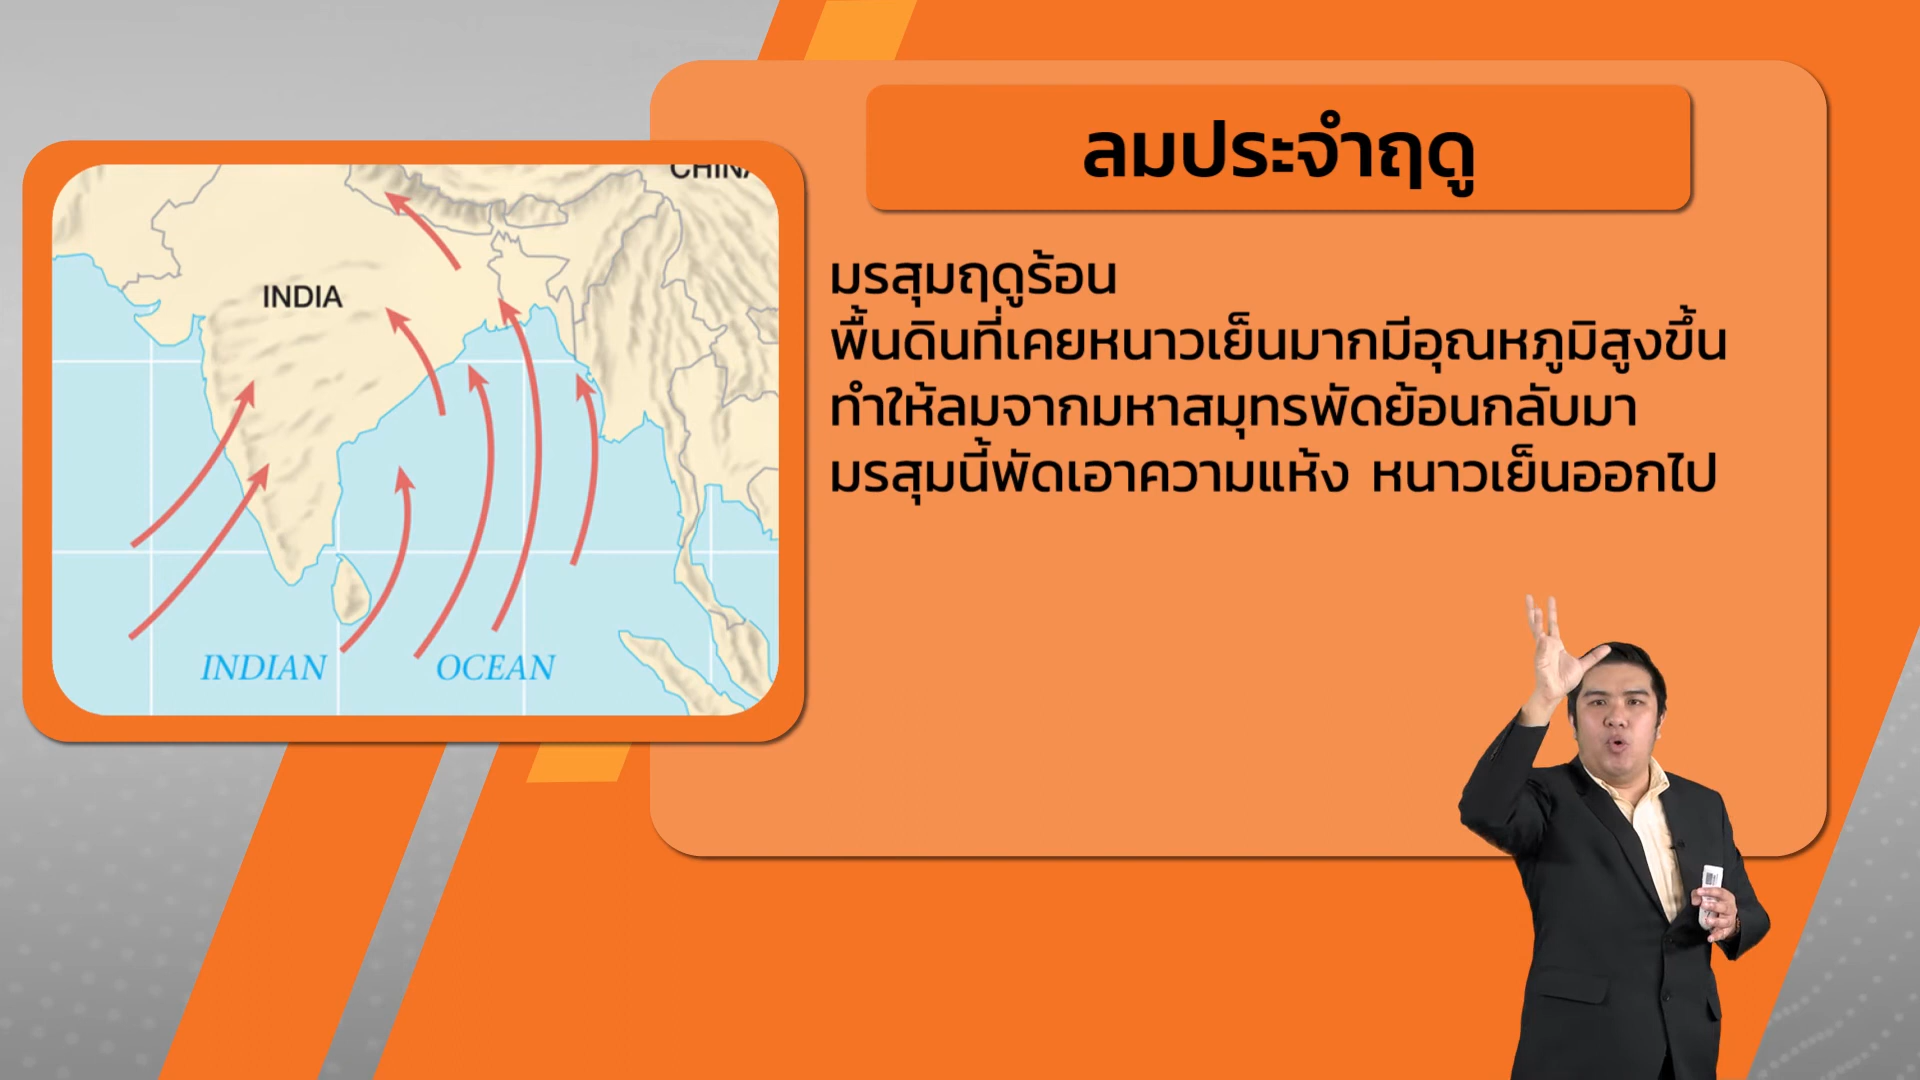 ลมประจำฤดู
มรสุมฤดูร้อน
พื้นดินที่เคยหนาวเย็นมากมีอุณหภูมิสูงขึ้น
ทำให้ลมจากมหาสมุทรพัดย้อนกลับมา
มรสุมนี้พัดเอาความแห้ง หนาวเย็นออกไป
CHINA
INDIA
INDIAN OCEAN